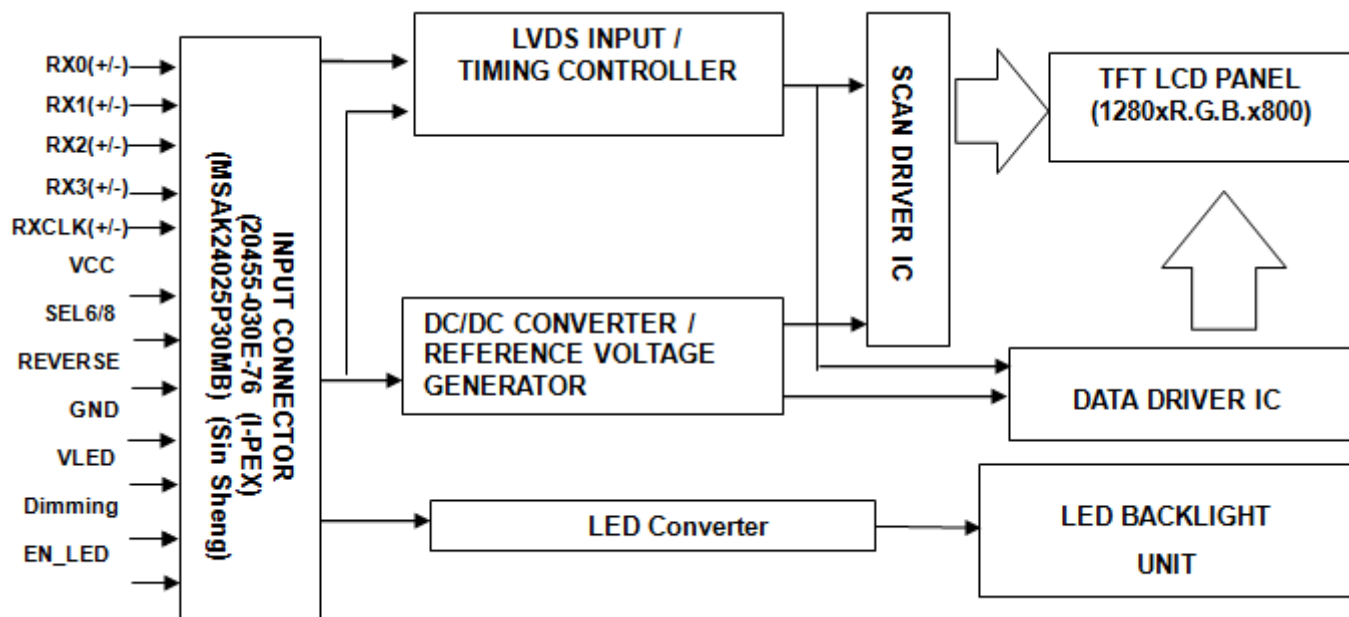 RX0(+/-)
RX1(+/-)
RX2(+/-)
RX3(+/-)
RXCLK(+/-)
VCC
SEL6/8
REVERSE
GND
VLED
Dimming
EN_LED
INPUT CONNECTOR
(20455-030E-76 (I-PEX)
(MSAK24025P30MB) (Sin Sheng)
LVDS INPUT /
TIMING CONTROLLER
DC/DC CONVERTER /
REFERENCE VOLTAGE
GENERATOR
LED Converter
SCAN DRIVER IC
TFT LCD PANEL
(1280xR.G.B.x800)
DATA DRIVER IC
LED BACKLIGHT
UNIT